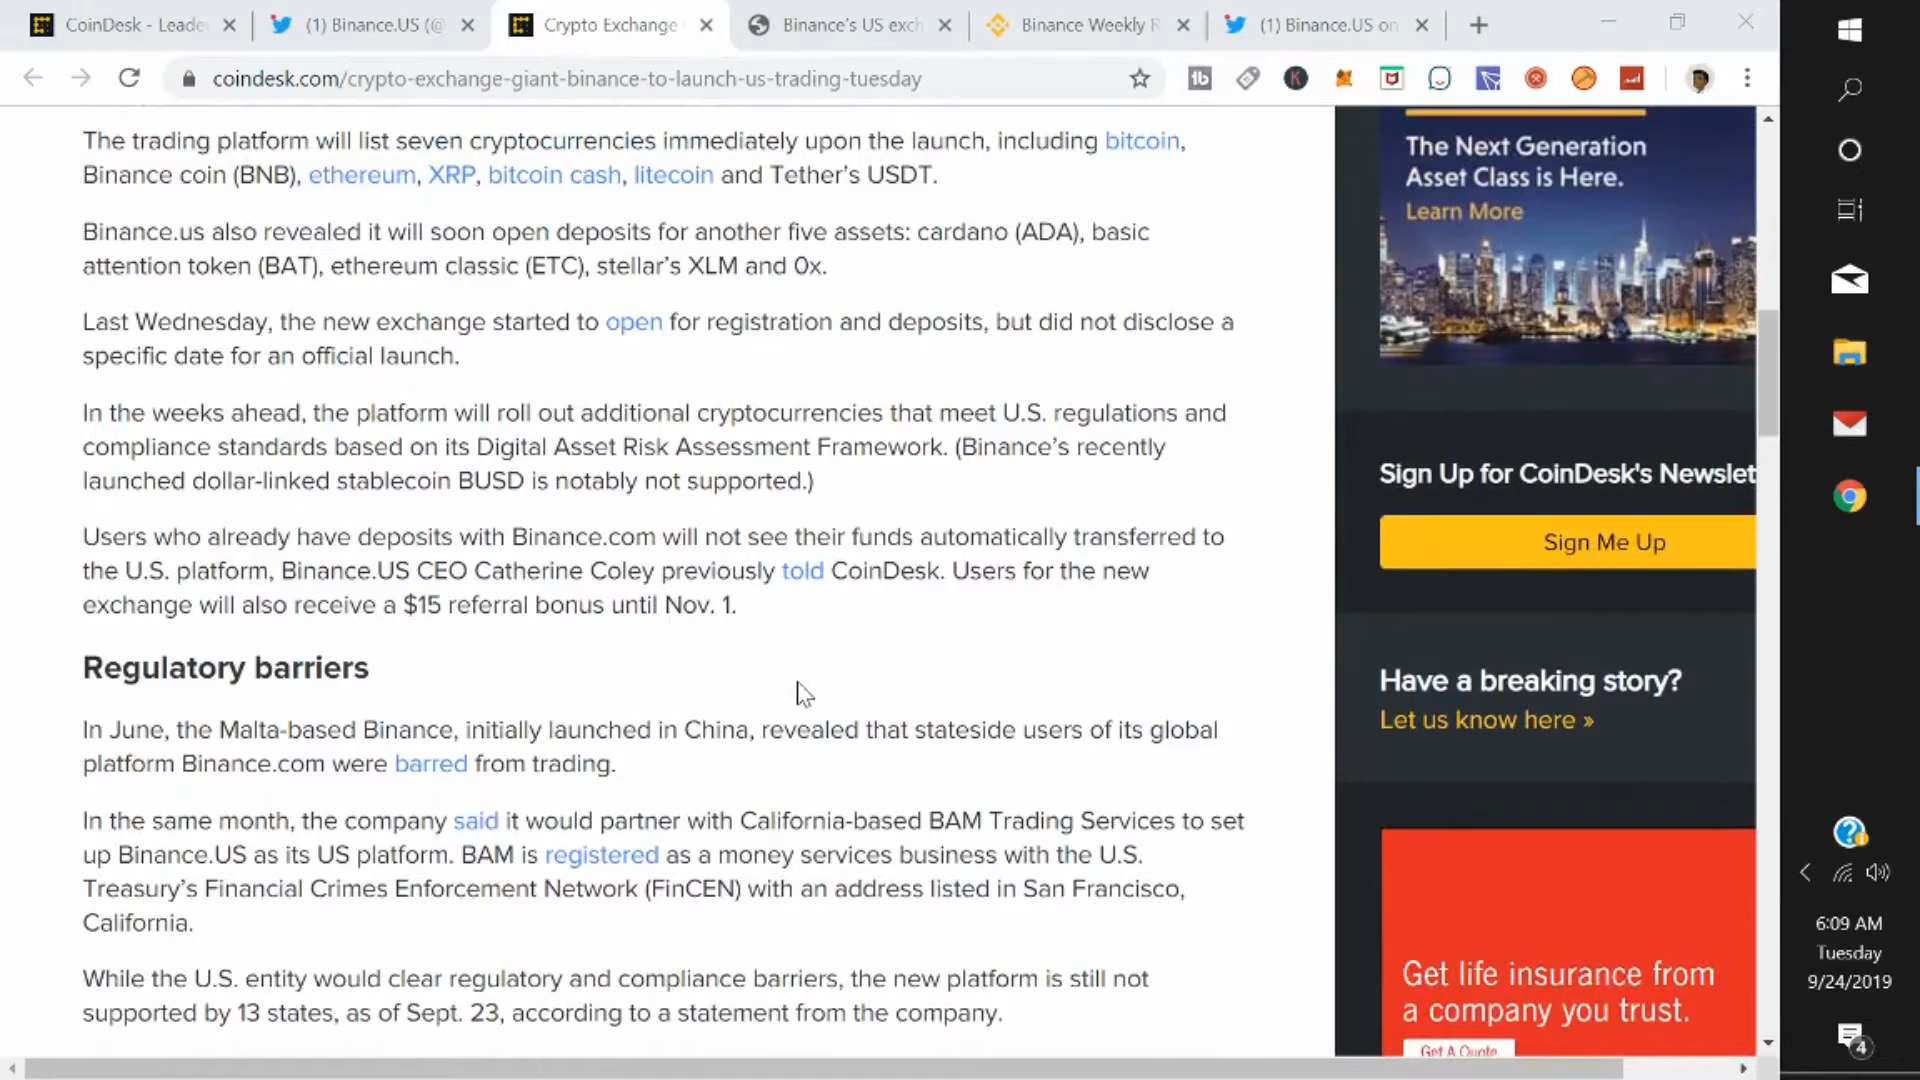 CoinDesk - Leade
(1) Binance.US (@
Crypto Exchange
Binance's US exch
Binance Weekly R
(1) Binance.US on
coindesk.com/crypto-exchange-giant-binance-to-launch-us-trading-tuesday
The trading platform will list seven cryptocurrencies immediately upon the launch, including bitcoin,
Binance coin (BNB), ethereum, XRP, bitcoin cash, litecoin and Tether's USDT.
Binance.us also revealed it will soon open deposits for another five assets: cardano (ADA), basic
attention token (BAT), ethereum classic (ETC), stellar's XLM and 0x.
Last Wednesday, the new exchange started to open for registration and deposits, but did not disclose a
specific date for an official launch.
In the weeks ahead, the platform will roll out additional cryptocurrencies that meet U.S. regulations and
compliance standards based on its Digital Asset Risk Assessment Framework. (Binance's recently
launched dollar-linked stablecoin BUSD is notably not supported.)
Users who already have deposits with Binance.com will not see their funds automatically transferred to
the U.S. platform, Binance.US CEO Catherine Coley previously told CoinDesk. Users for the new
exchange will also receive a $15 referral bonus until Nov. 1.
Regulatory barriers
In June, the Malta-based Binance, initially launched in China, revealed that stateside users of its global
platform Binance.com were barred from trading.
In the same month, the company said it would partner with California-based BAM Trading Services to set
up Binance.US as its US platform. BAM is registered as a money services business with the U.S.
Treasury's Financial Crimes Enforcement Network (FinCEN) with an address listed in San Francisco,
California.
While the U.S. entity would clear regulatory and compliance barriers, the new platform is still not
supported by 13 states, as of Sept. 23, according to a statement from the company.
The Next Generation
Asset Class is Here.
Learn More
Sign Up for CoinDesk's Newslet
Sign Me Up
Have a breaking story?
Let us know here »
Get life insurance from
a company you trust.
Get A Quote
6:09 AM
Tuesday
9/24/2019
4